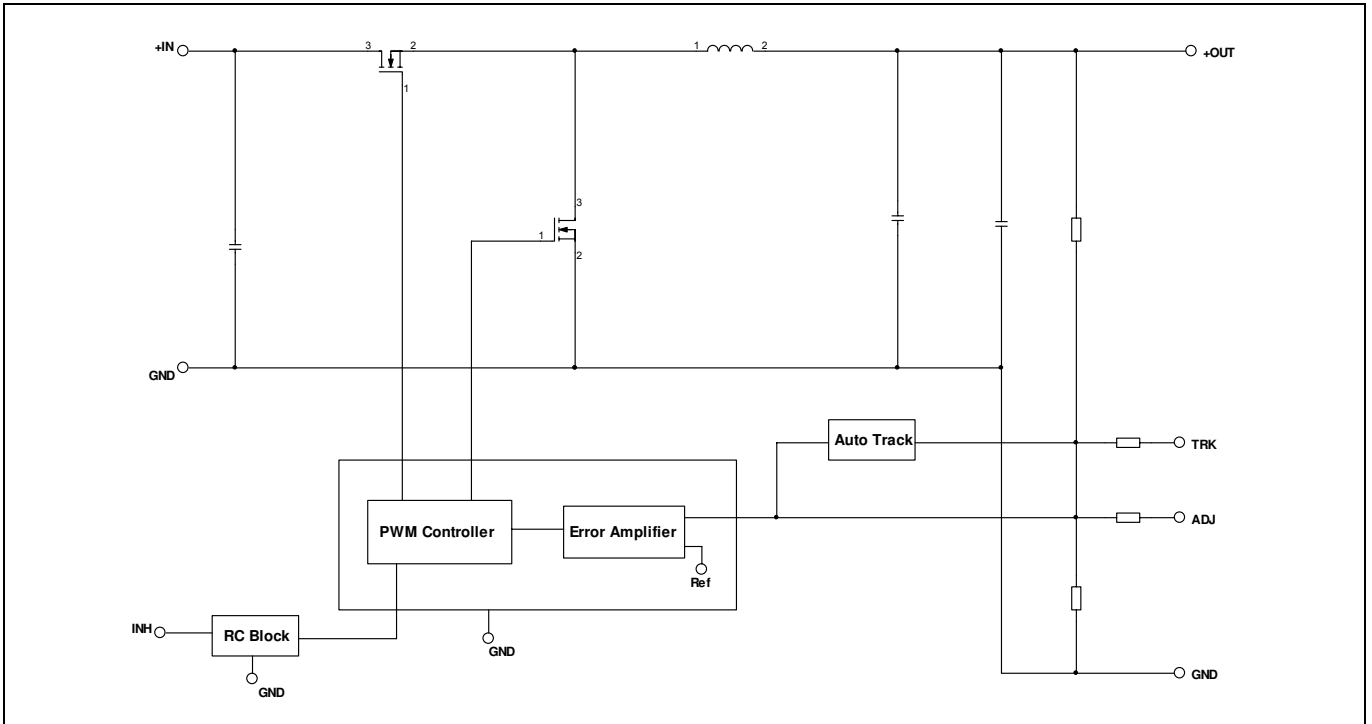 +IN
3
2
1
1
2
+OUT
3
1
2
GND
Auto Track
TRK
PWM Controller
Error Amplifier
ADJ
Ref
INH
RC Block
GND
GND
GND